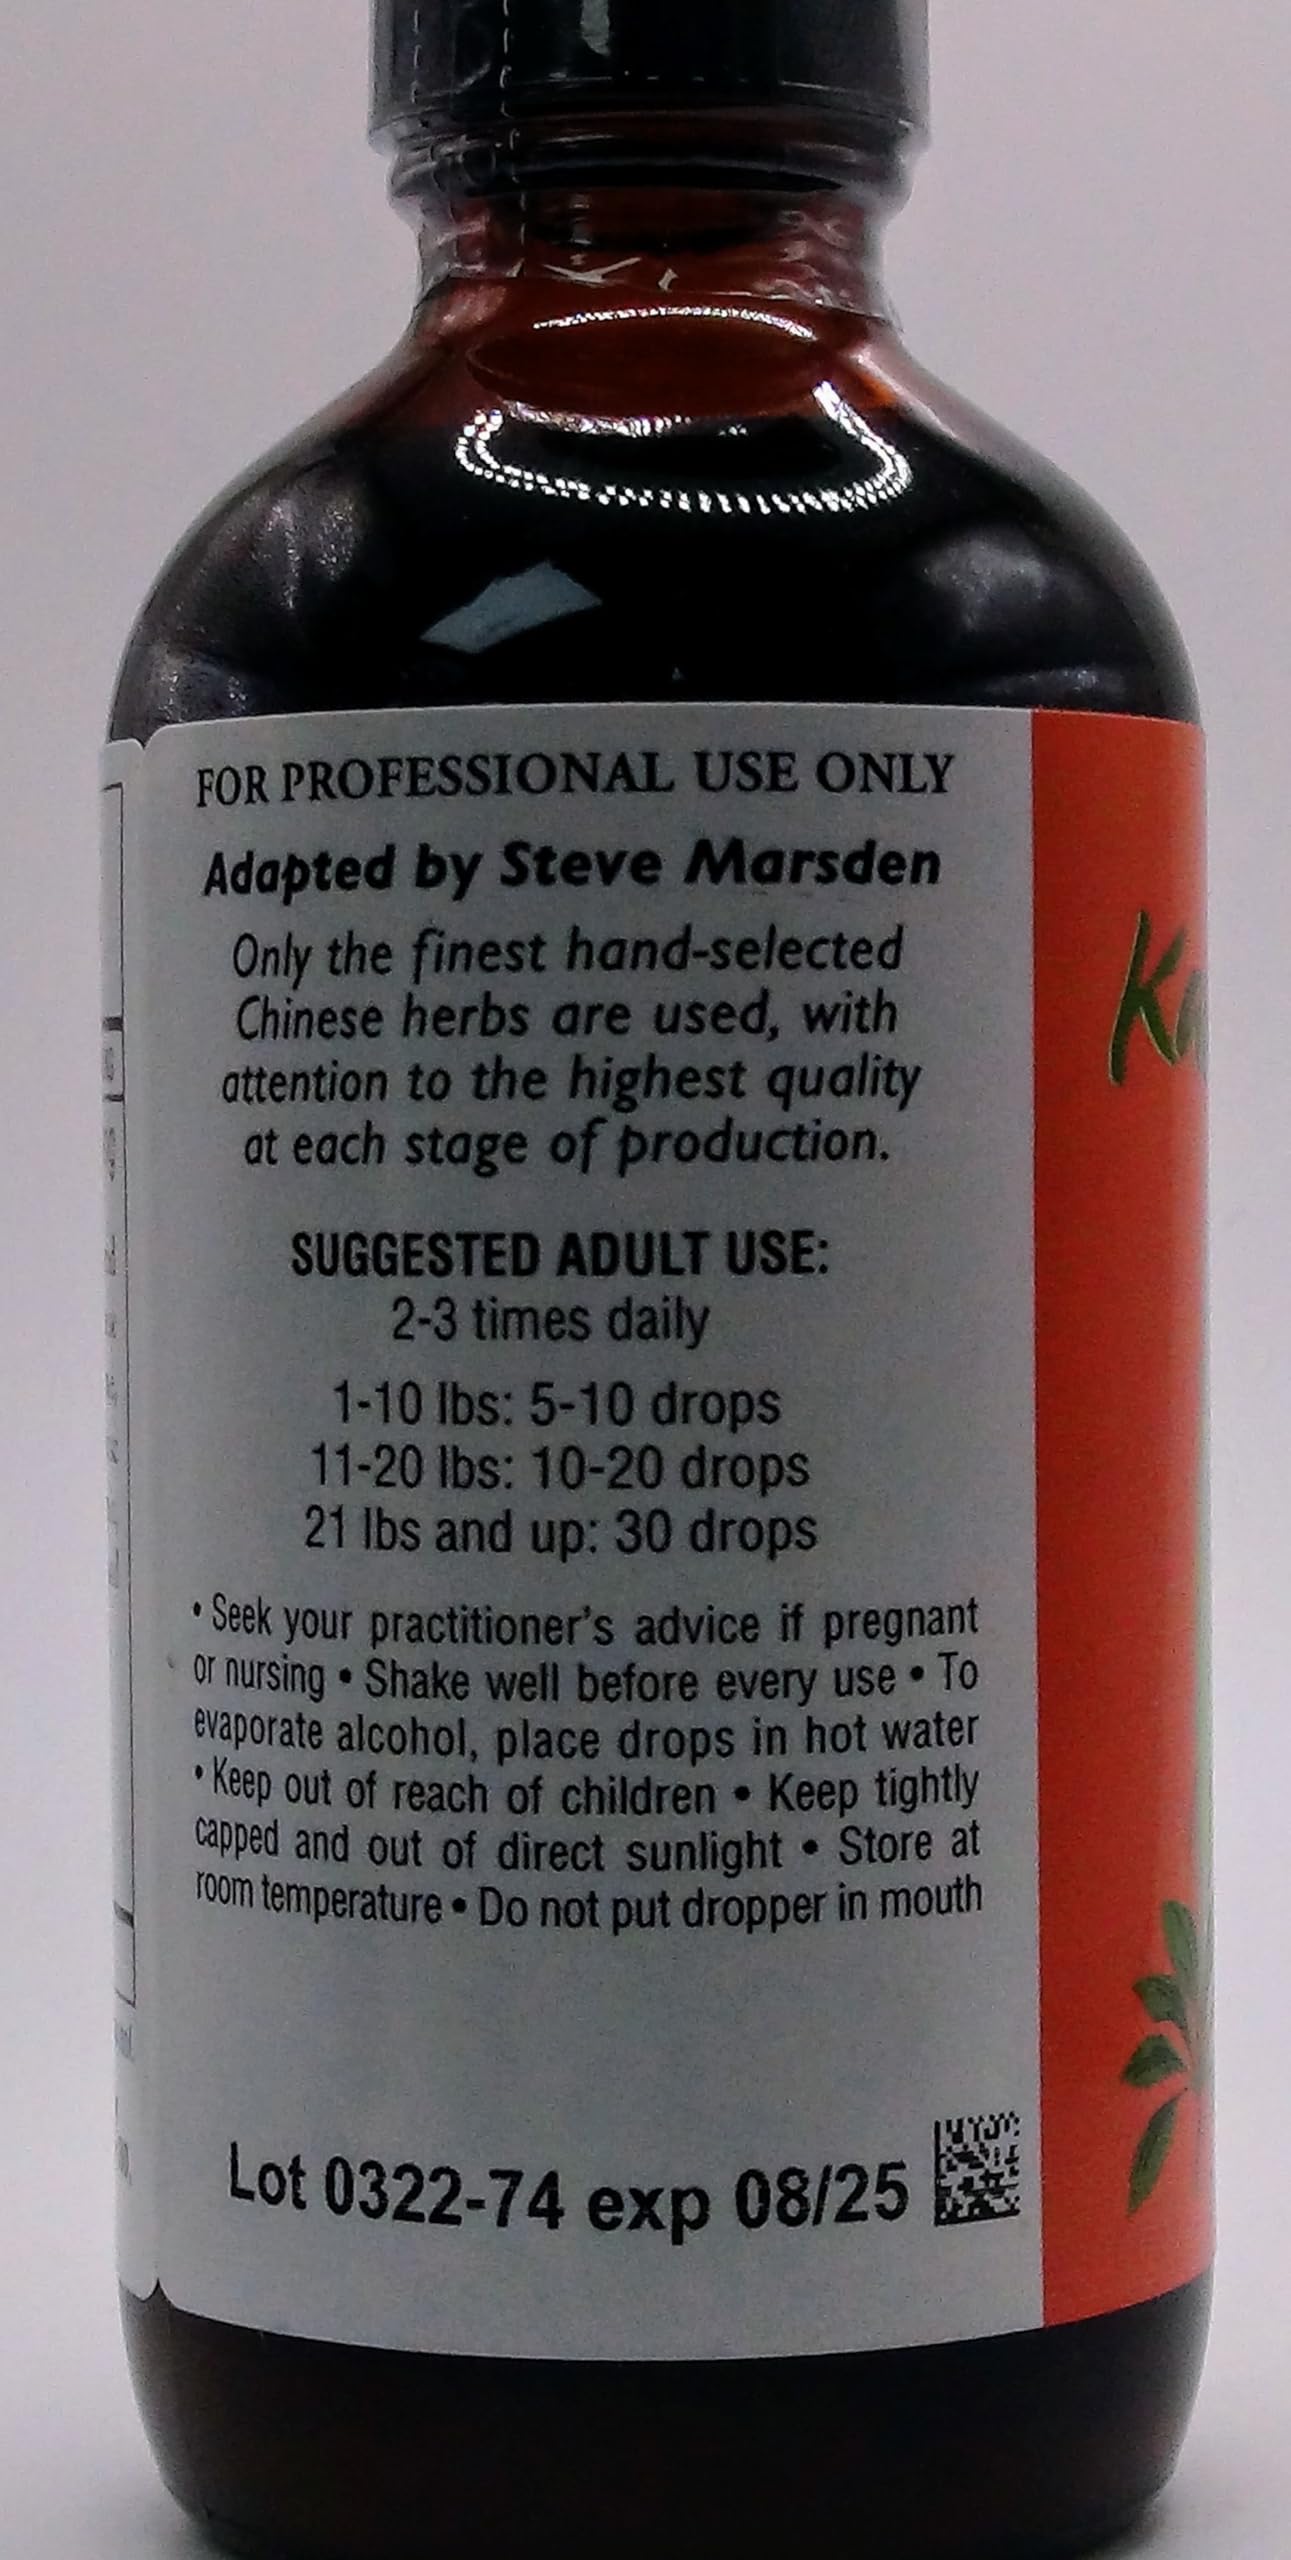 FOR PROFESSIONAL USE ONLY
Adapted by Steve Marsden
Only the finest hand-selected
Chinese herbs are used, with
attention to the highest quality
at each stage of production.
SUGGESTED ADULT USE:
2-3 times daily
1-10 lbs: 5-10 drops
11-20 lbs: 10-20 drops
21 lbs and up: 30 drops
• Seek your practitioner's advice if pregnant
or nursing • Shake well before every use • To
evaporate alcohol, place drops in hot water
• Keep out of reach of children • Keep tightly
capped and out of direct sunlight • Store at
room temperature • Do not put dropper in mouth
Lot 0322-74 exp 08/25